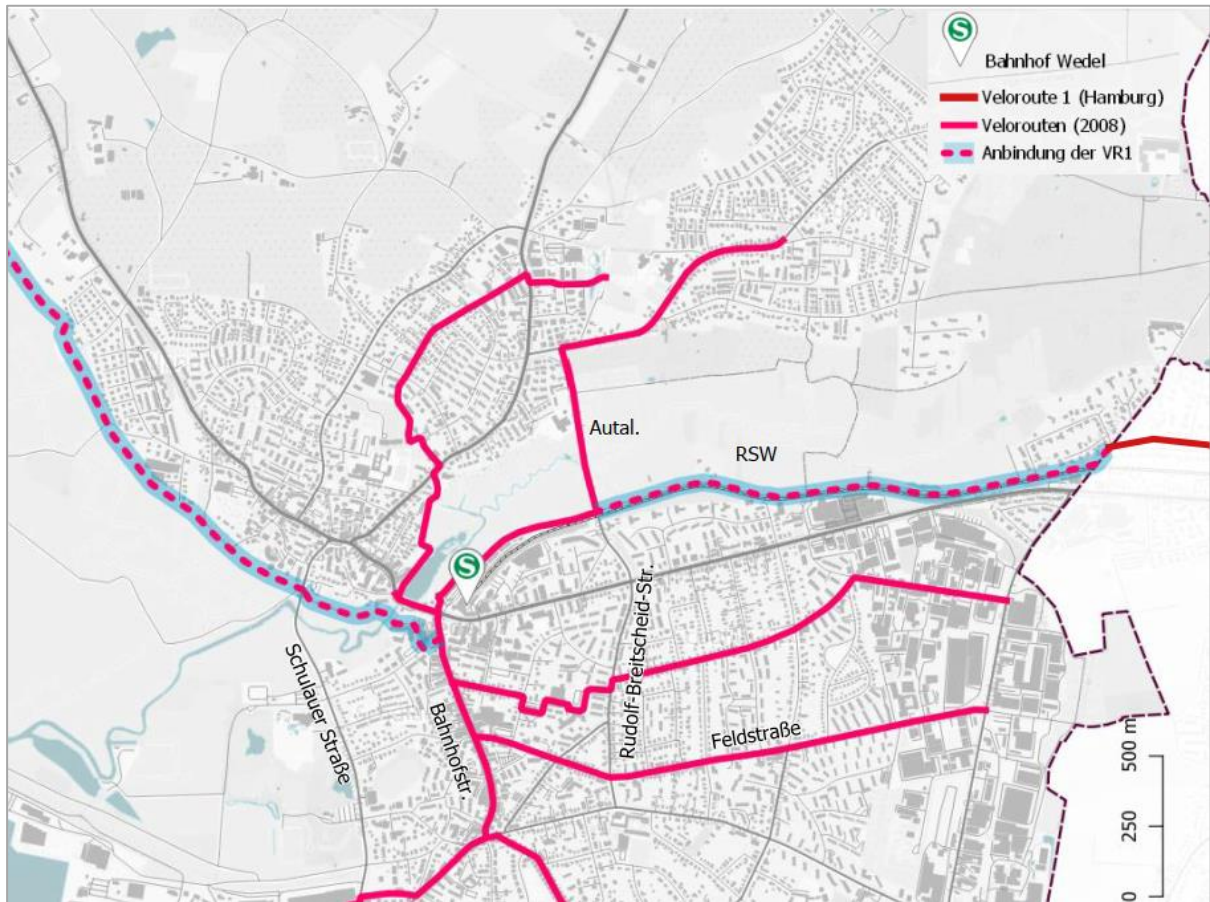 S
Bahnhof Wedel
Veloroute 1 (Hamburg)
Velorouten (2008)
Anbindung der VR1
Autal.
RSW
S
Rudolf-Breitscheid-Str.
Schulauer Straße
Bahnhofstr.
Feldstraße
500 m
250
0